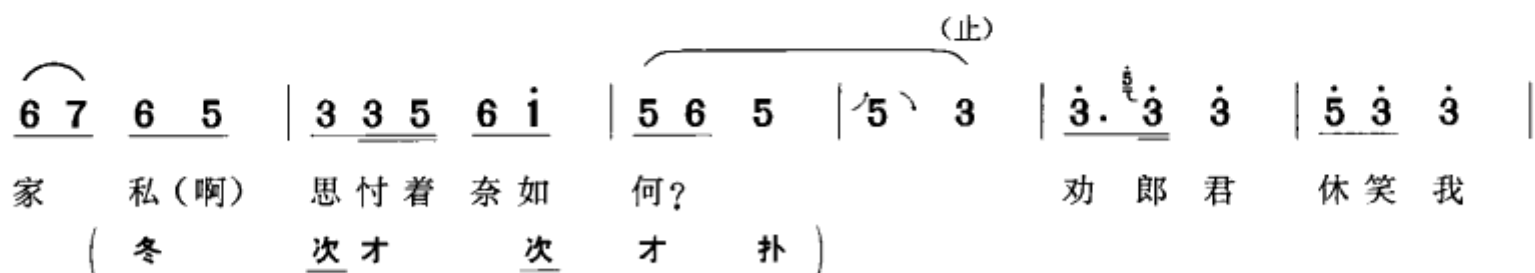 (止)
6 7 6 5 | 3 3 5 6 i | 5 6 5 | 5 3 | 3. 5 3 3 | 5 3 3 |
家 私(啊) 思忖着 奈如 何? 劝 郎 君 休笑 我
(冬 次才 次 才 扑)